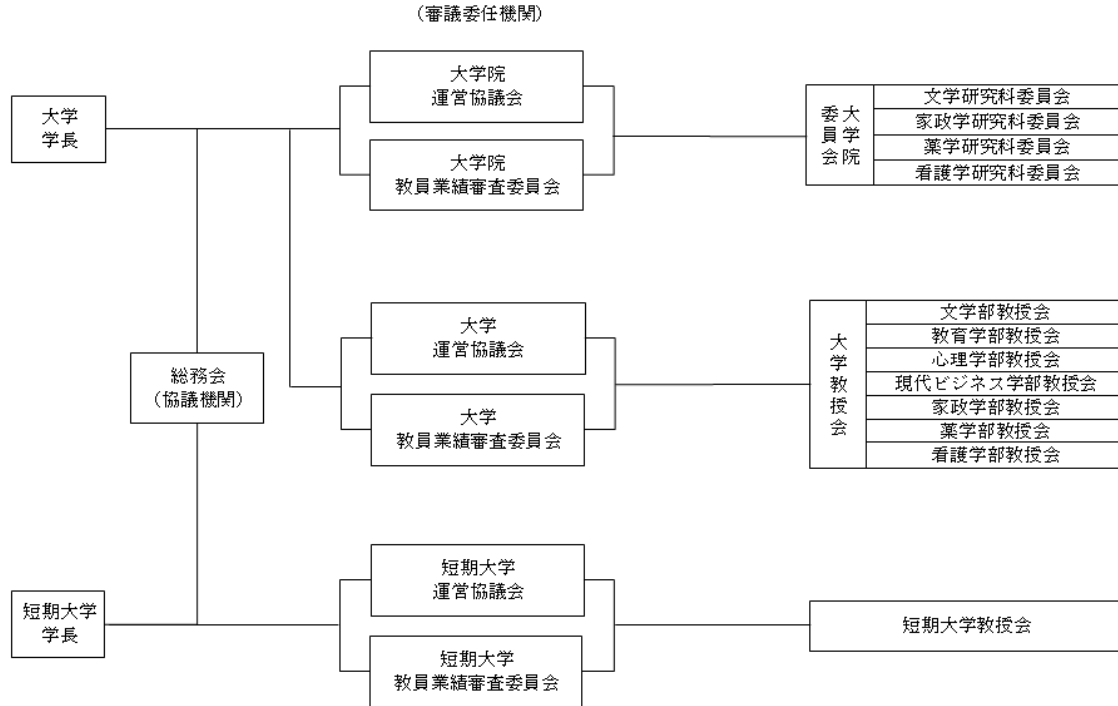 （審議委任機関）
大学
学長
大学院
運営協議会
大学院
教員業績審査委員会
大学院
委員会
文学研究科委員会
家政学研究科委員会
薬学研究科委員会
看護学研究科委員会
総務会
（協議機関）
大学
運営協議会
大学
教員業績審査委員会
大学教授会
文学部教授会
教育学部教授会
心理学部教授会
現代ビジネス学部教授会
家政学部教授会
薬学部教授会
看護学部教授会
短期大学
学長
短期大学
運営協議会
短期大学
教員業績審査委員会
短期大学教授会